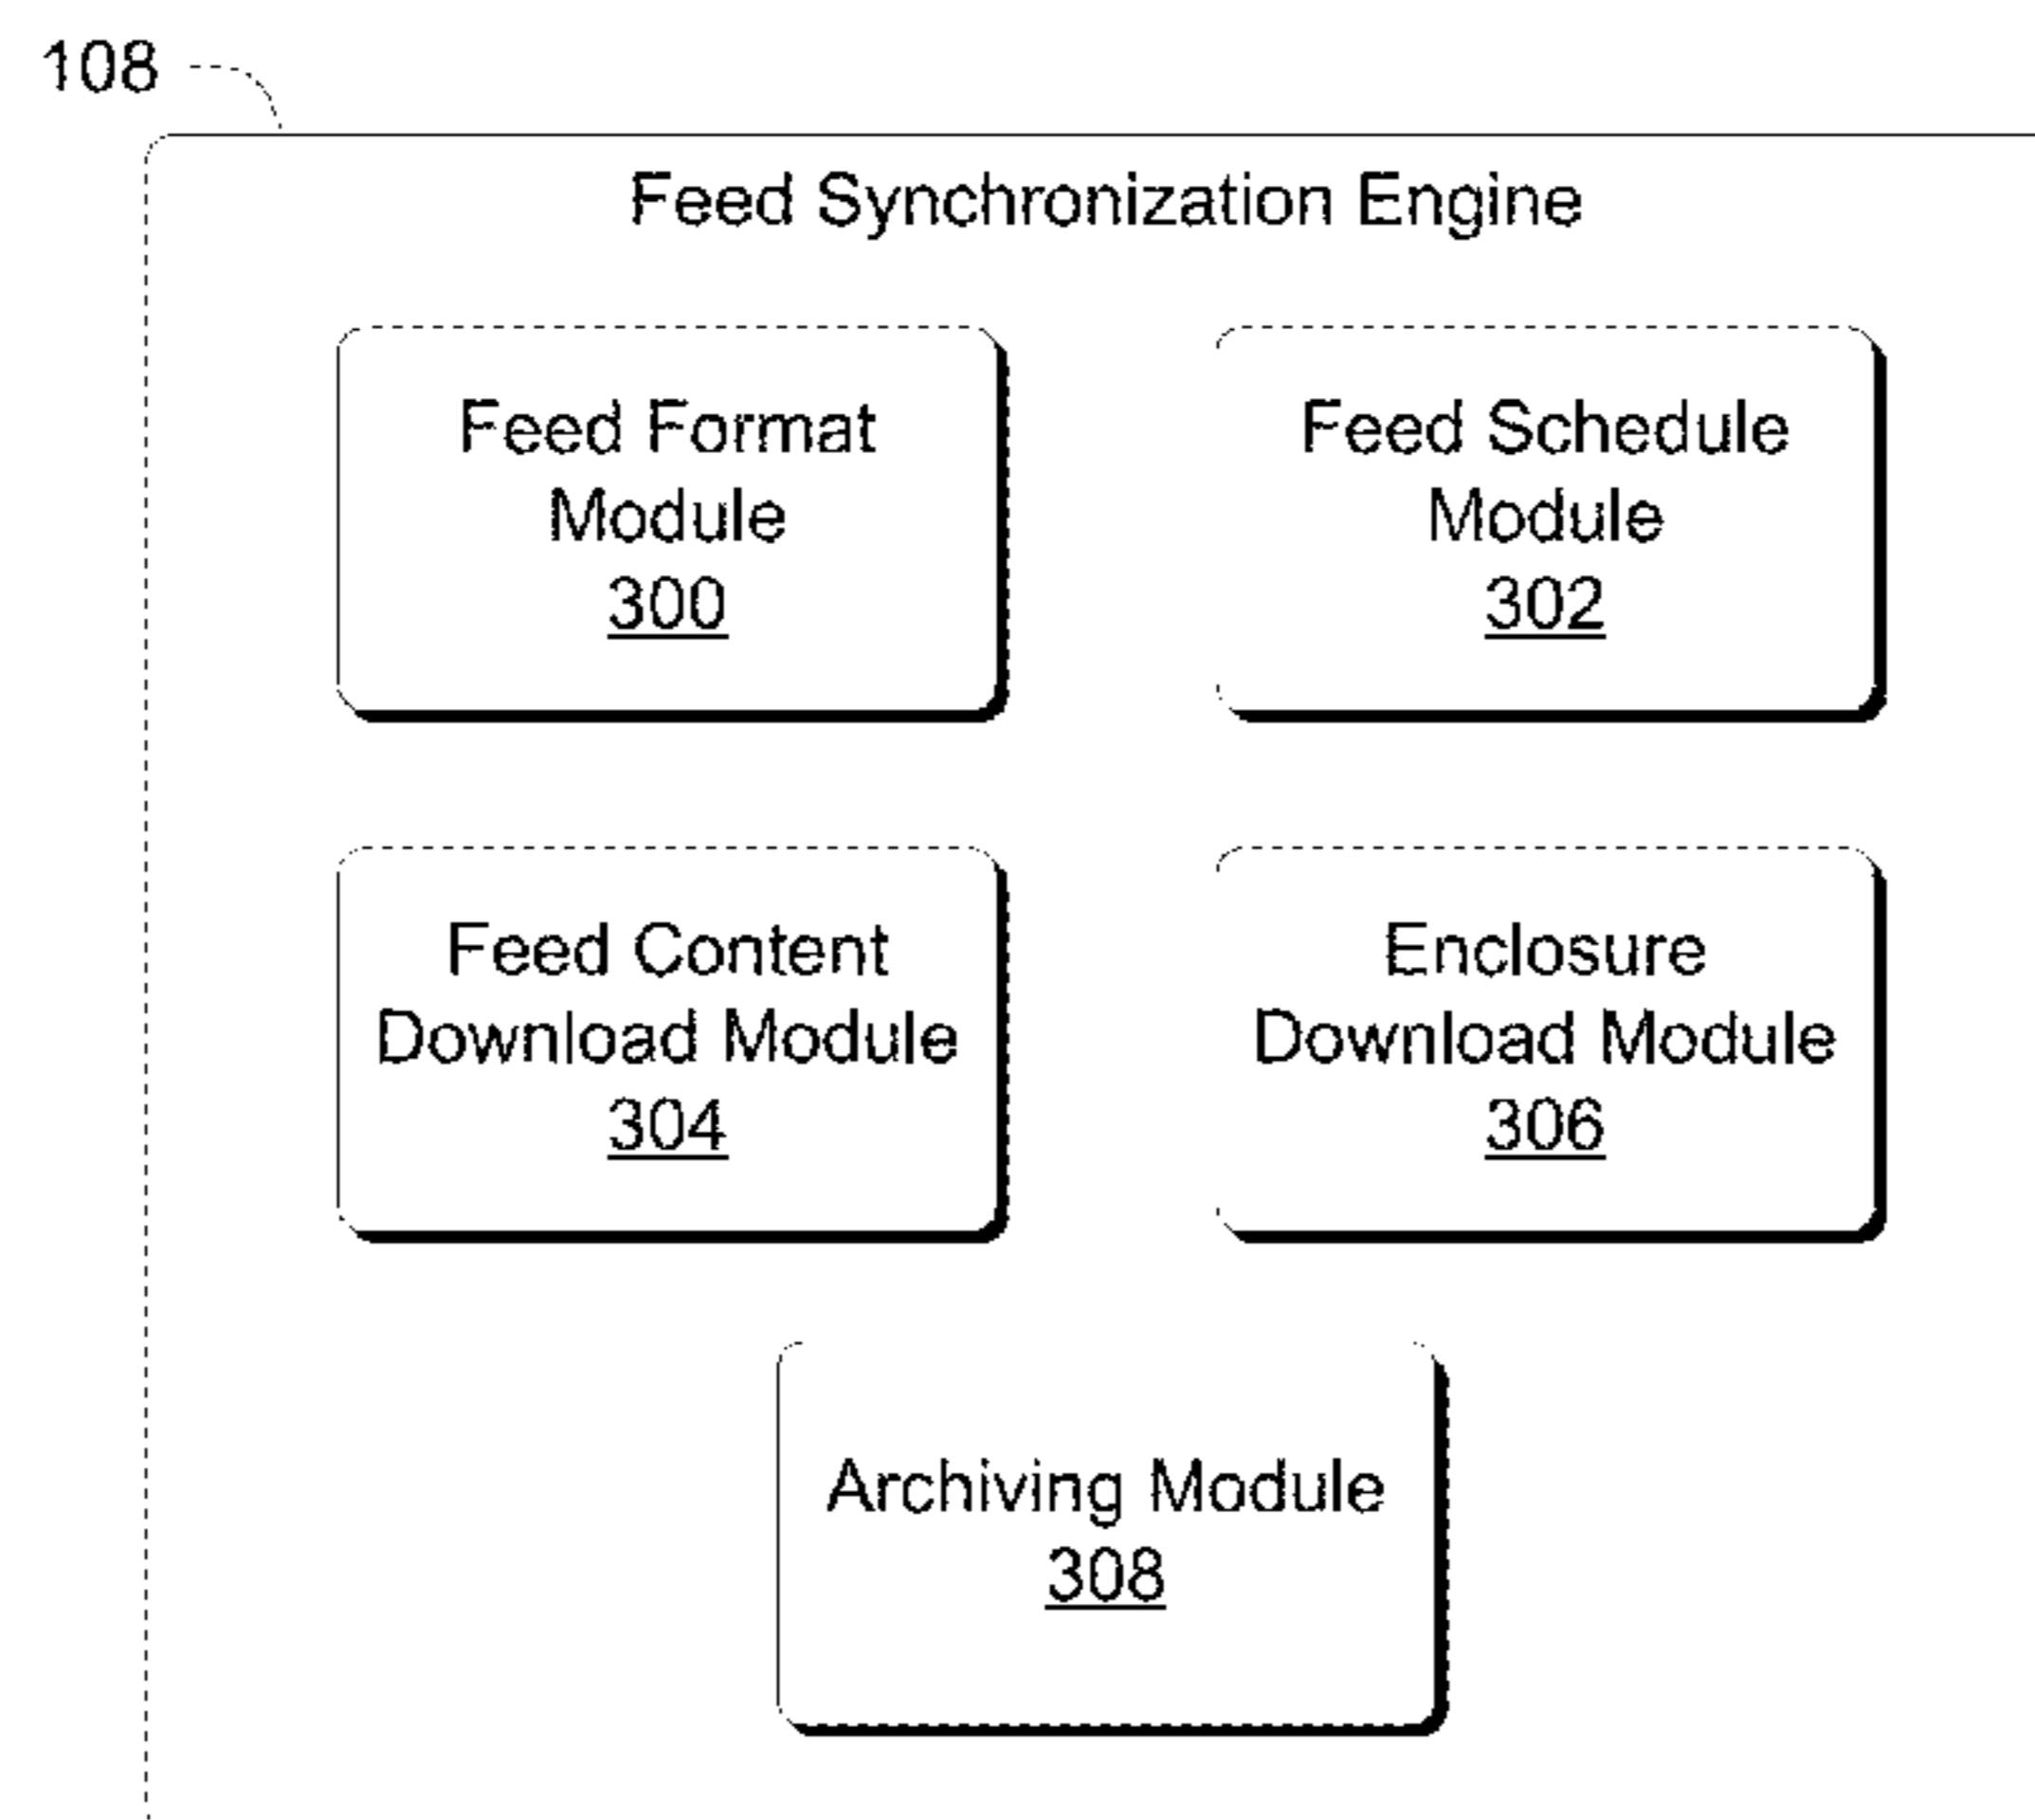 108
Feed Synchronization Engine
Feed Format
Module
300
Feed Schedule
Module
302
Feed Content
Download Module
304
Enclosure
Download Module
306
Archiving Module
308